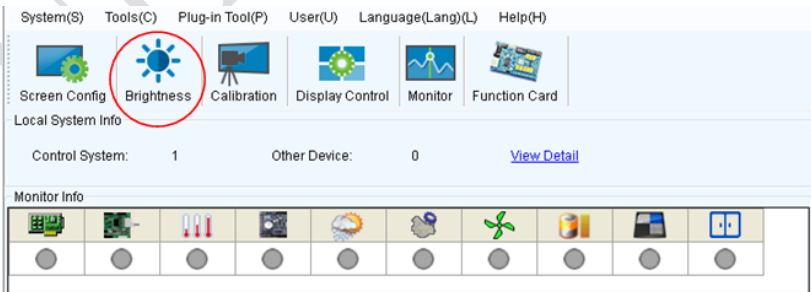 System(S) Tools(C) Plug-in Tool(P) User(U) Language(Lang)(L) Help(H)
Screen Config Brightness Calibration Display Control Monitor Function Card
Local System Info
Control System: 1 Other Device: 0 View Detail
Monitor Info